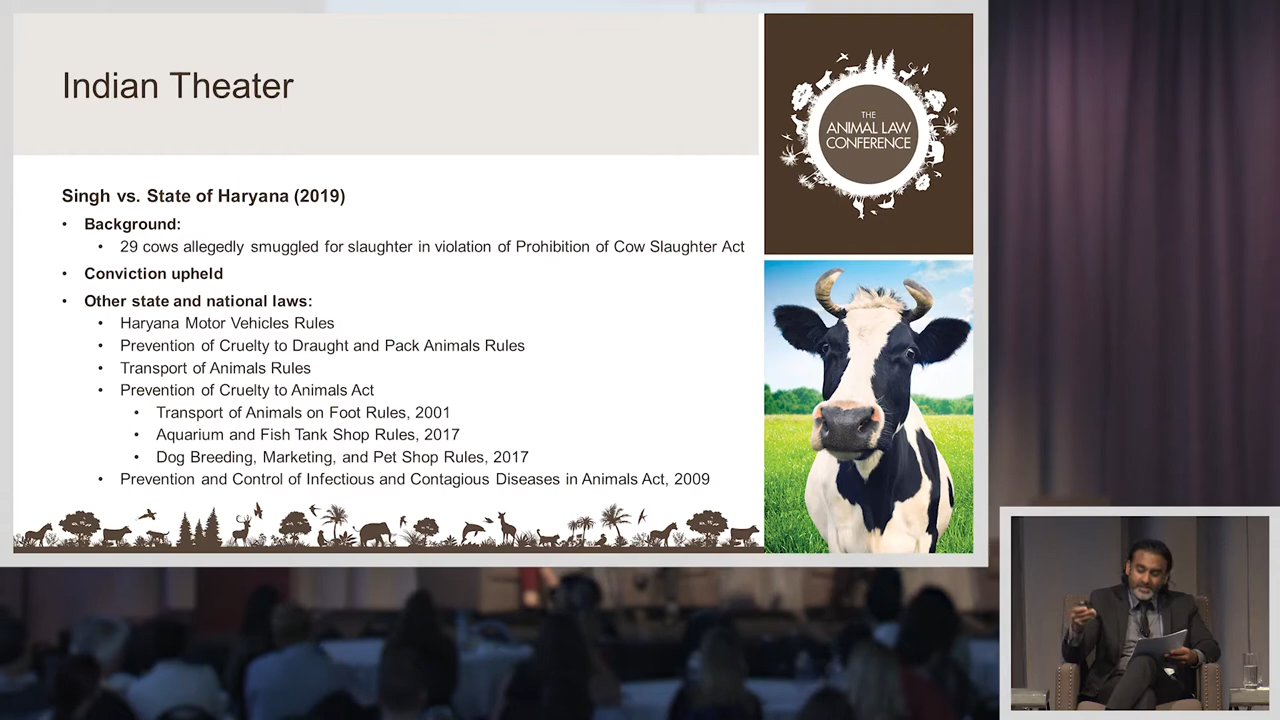 Indian Theater
THE
ANIMAL LAW
CONFERENCE
Singh vs. State of Haryana (2019)
• Background:
• 29 cows allegedly smuggled for slaughter in violation of Prohibition of Cow Slaughter Act
• Conviction upheld
• Other state and national laws:
• Haryana Motor Vehicles Rules
• Prevention of Cruelty to Draught and Pack Animals Rules
• Transport of Animals Rules
• Prevention of Cruelty to Animals Act
• Transport of Animals on Foot Rules, 2001
• Aquarium and Fish Tank Shop Rules, 2017
• Dog Breeding, Marketing, and Pet Shop Rules, 2017
• Prevention and Control of Infectious and Contagious Diseases in Animals Act, 2009